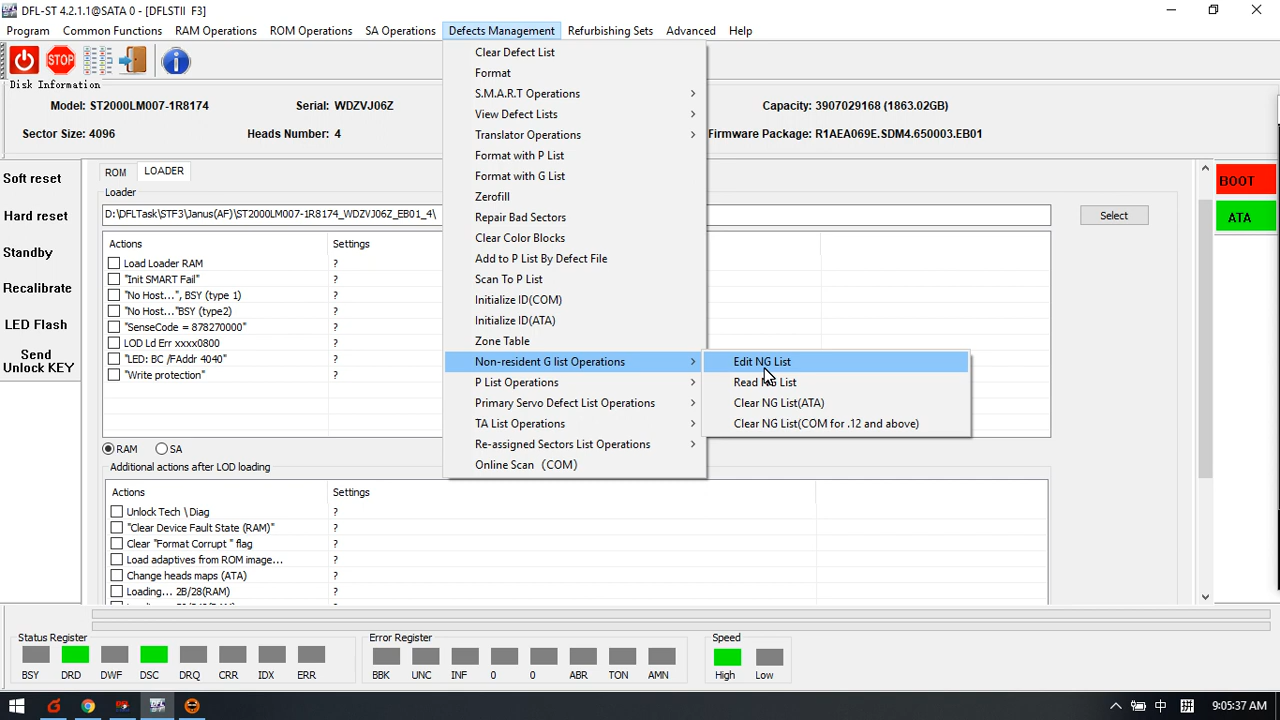 DFL-ST 4.2.1.1@SATA 0 - [DFLSTII F3]
Program Common Functions RAM Operations ROM Operations SA Operations Defects Management Refurbishing Sets Advanced Help
STOP
Disk Information
Model: ST2000LM007-1R8174 Serial: WDZVJ06Z Capacity: 3907029168 (1863.02GB)
Sector Size: 4096 Heads Number: 4 Firmware Package: R1AEA069E.SDM4.650003.EB01
Clear Defect List
Format
S.M.A.R.T Operations
View Defect Lists
Translator Operations
Format with P List
Format with G List
Zerofill
Repair Bad Sectors
Clear Color Blocks
Add to P List By Defect File
Scan To P List
Initialize ID(COM)
Initialize ID(ATA)
Zone Table
Non-resident G list Operations
P List Operations
Primary Servo Defect List Operations
TA List Operations
Re-assigned Sectors List Operations
Online Scan (COM)
Edit NG List
Read NG List
Clear NG List(ATA)
Clear NG List(COM for .12 and above)
Soft reset
Hard reset
Standby
Recalibrate
LED Flash
Send
Unlock KEY
ROM LOADER
Loader
D:\DFLTask\STF3\Janus(AF)\ST2000LM007-1R8174_WDZVJ06Z_EB01_4\ Select
Actions Settings
Load Loader RAM ?
"Init SMART Fail" ?
"No Host...", BSY (type 1) ?
"No Host..."BSY (type2) ?
"SenseCode = 878270000" ?
LOD Ld Err xxxx0800 ?
"LED: BC /FAddr 4040" ?
"Write protection" ?
RAM SA
Additional actions after LOD loading
Actions Settings
Unlock Tech \ Diag ?
"Clear Device Fault State (RAM)" ?
Clear "Format Corrupt " flag ?
Load adaptives from ROM image... ?
Change heads maps (ATA) ?
Loading... 2B/28(RAM) ?
BOOT
ATA
Status Register Error Register Speed
BSY DRD DWF DSC DRQ CRR IDX ERR BBK UNC INF 0 0 ABR TON AMN High Low
中 拼 9:05:37 AM